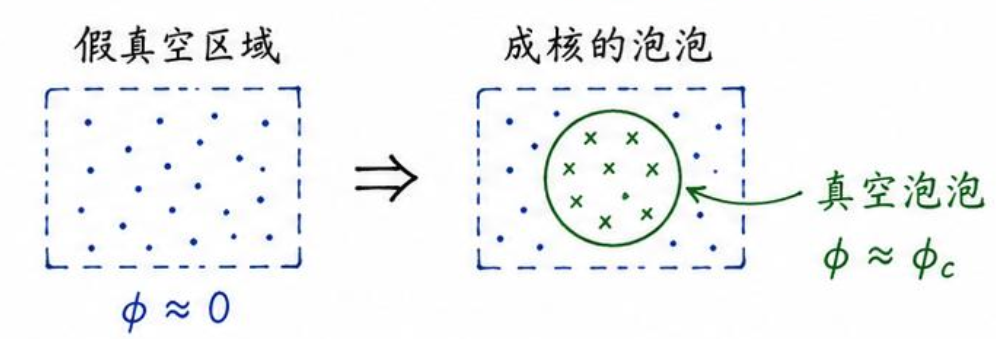 假真空区域
成核的泡泡
真空泡泡
ϕ ≈ ϕc
ϕ ≈ 0